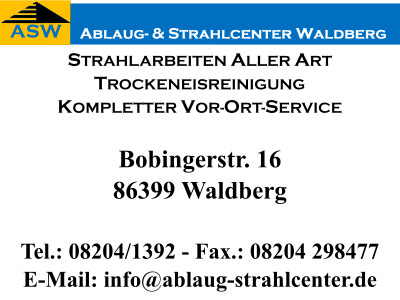 ASW
Ablaug- & Strahlcenter Waldberg
Strahlarbeiten Aller Art
Trockeneisreinigung
Kompletter Vor-Ort-Service
Bobingerstr. 16
86399 Waldberg
Tel.: 08204/1392 - Fax.: 08204 298477
E-Mail: info@ablaug-strahlcenter.de